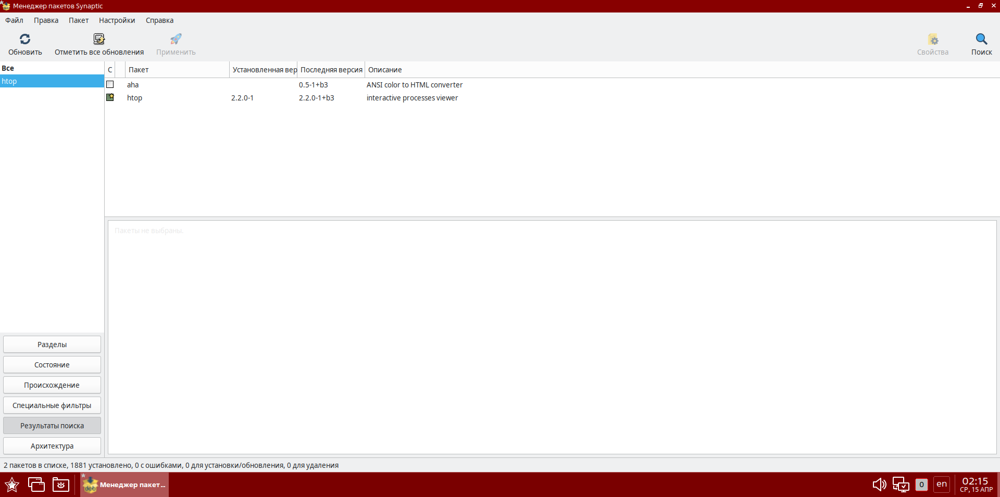 Менеджер пакетов Synaptic
Файл Правка Пакет Настройки Справка
Обновить Отметить все обновления Применить Свойства Поиск
Все
htop
С Пакет Установленная вер Последняя версия Описание
aha 0.5-1+b3 ANSI color to HTML converter
htop 2.2.0-1 2.2.0-1+b3 interactive processes viewer
Пакеты не выбраны.
Разделы
Состояние
Происхождение
Специальные фильтры
Результаты поиска
Архитектура
2 пакетов в списке, 1881 установлено, 0 с ошибками, 0 для установки/обновления, 0 для удаления
deb Менеджер пакет... 0 en 02:15
СР, 15 АПР